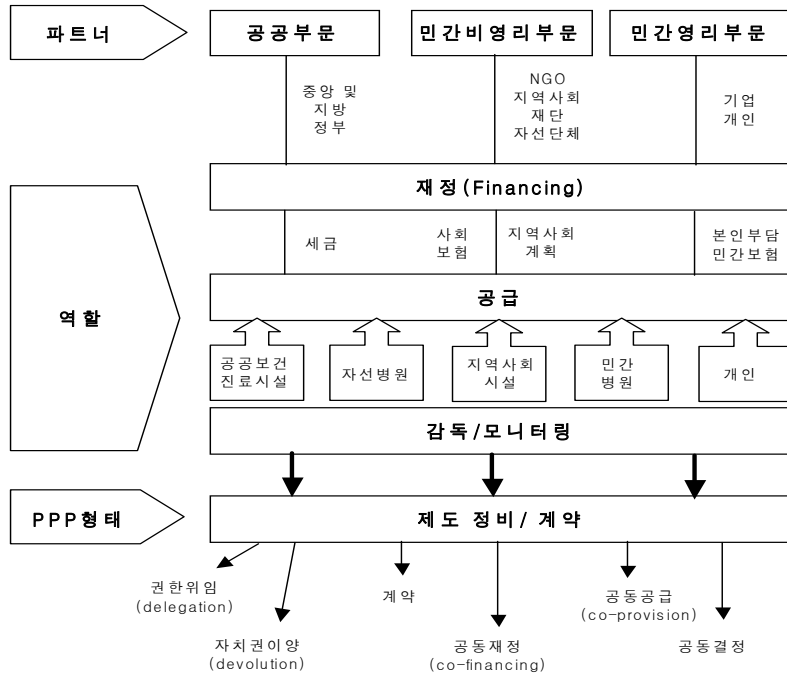 파트너
공공부문
민간비영리부문
민간영리부문
중앙 및
지방
정부
NGO
지역사회
재단
자선단체
기업
개인
역할
재정(Financing)
세금
사회
보험
지역사회
계획
본인부담
민간보험
공급
공공보건
진료시설
자선병원
지역사회
시설
민간
병원
개인
감독/모니터링
PPP형태
제도 정비/ 계약
권한위임
(delegation)
자치권이양
(devolution)
계약
공동재정
(co-financing)
공동공급
(co-provision)
공동결정